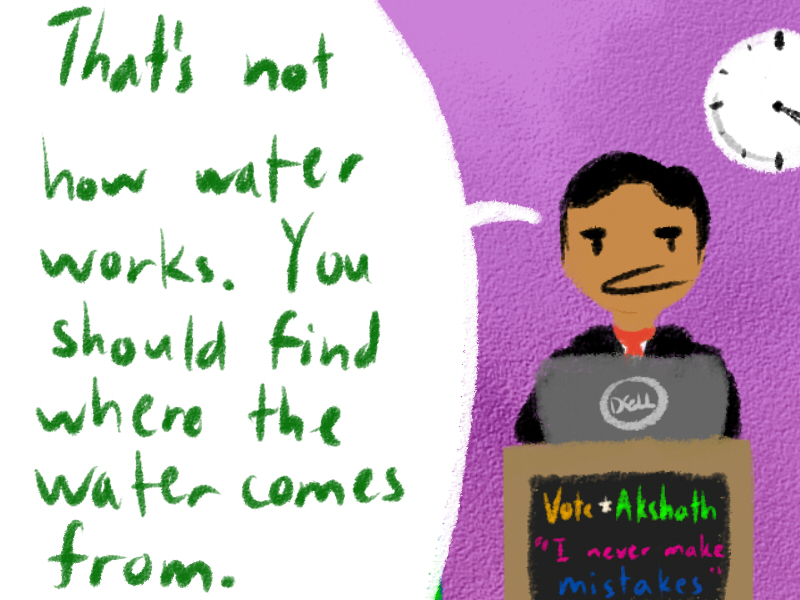 That's not
how water
works. You
should find
where the
water comes
from.
DELL
Vote * Akshath
"I never make
mistakes"